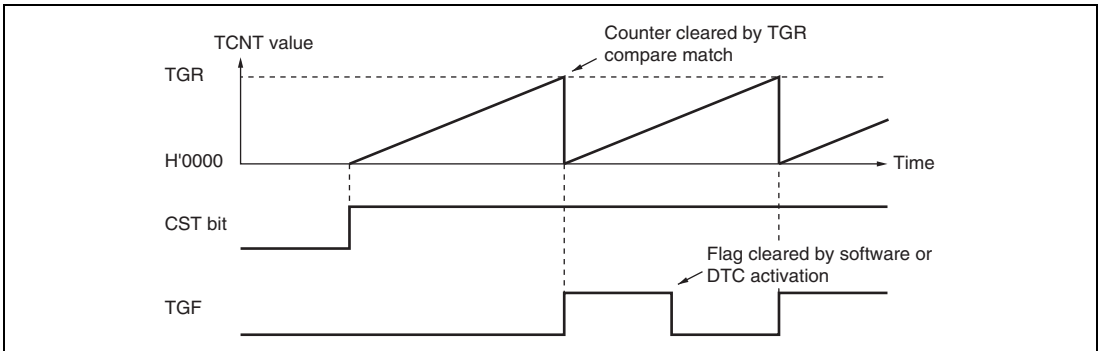 Counter cleared by TGR
compare match
TCNT value
TGR
H'0000
Time
CST bit
Flag cleared by software or
DTC activation
TGF